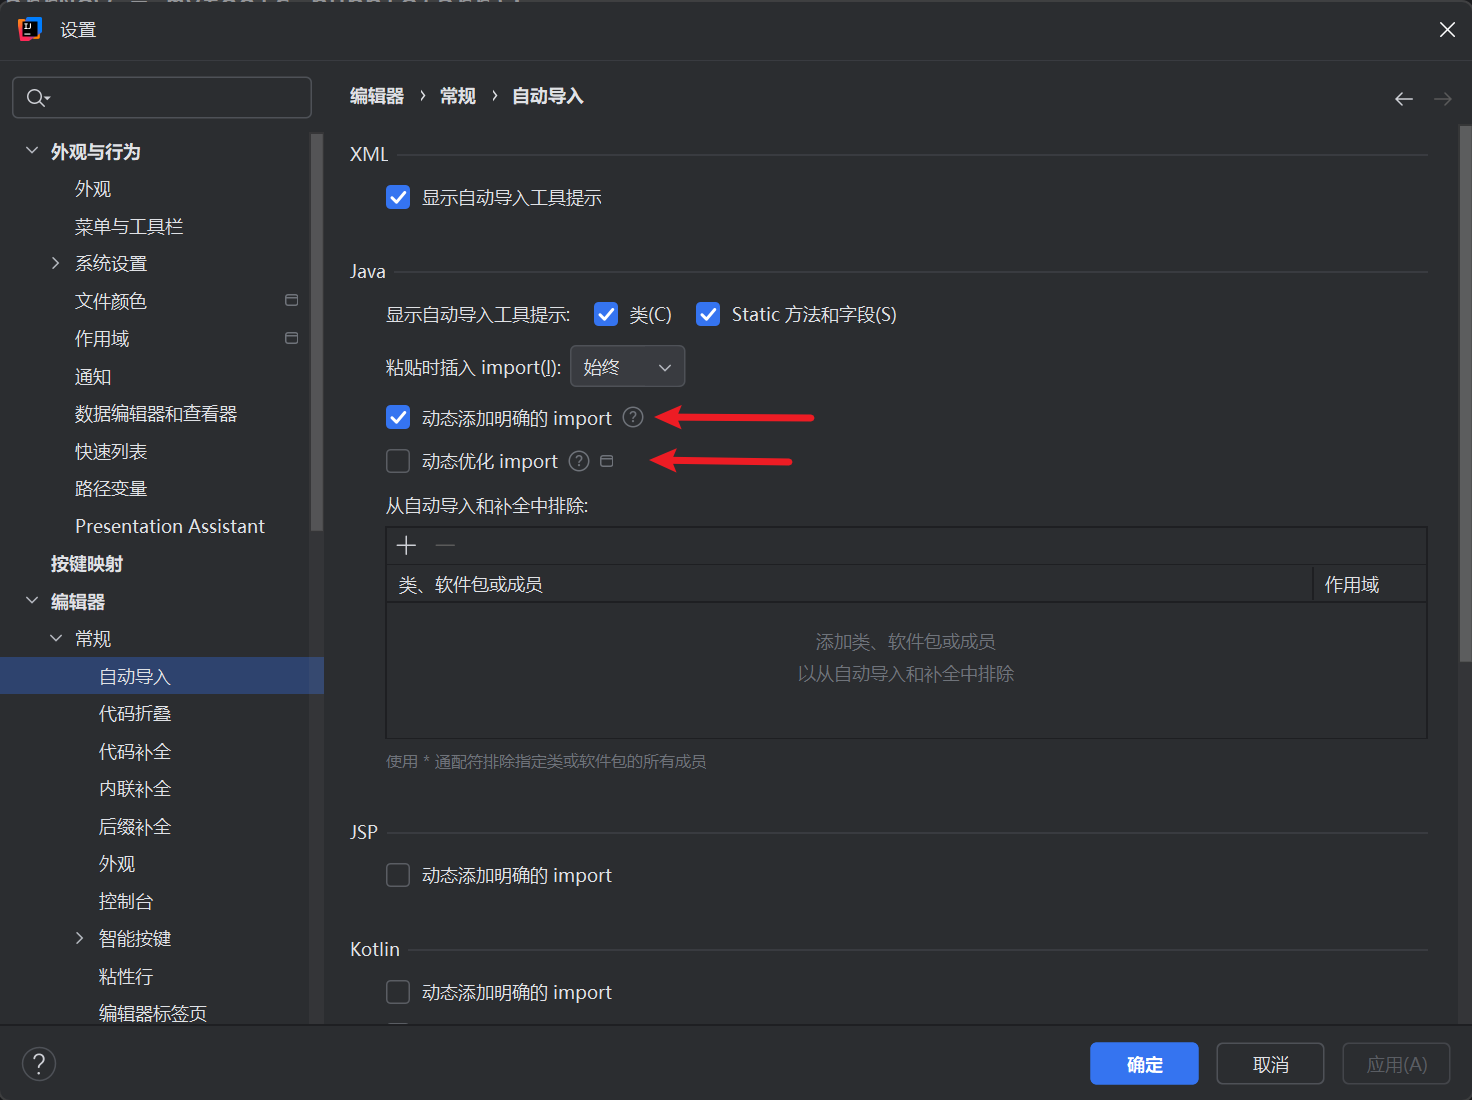 设置
编辑器 › 常规 › 自动导入
外观与行为
外观
菜单与工具栏
系统设置
文件颜色
作用域
通知
数据编辑器和查看器
快速列表
路径变量
Presentation Assistant
按键映射
编辑器
常规
自动导入
代码折叠
代码补全
内联补全
后缀补全
外观
控制台
智能按键
粘性行
编辑器标签页
XML
显示自动导入工具提示
Java
显示自动导入工具提示: 类(C) Static 方法和字段(S)
粘贴时插入 import(I): 始终
动态添加明确的 import ?
动态优化 import ?
从自动导入和补全中排除:
类、软件包或成员 作用域
添加类、软件包或成员
以从自动导入和补全中排除
使用 * 通配符排除指定类或软件包的所有成员
JSP
动态添加明确的 import
Kotlin
动态添加明确的 import
? 确定 取消 应用(A)